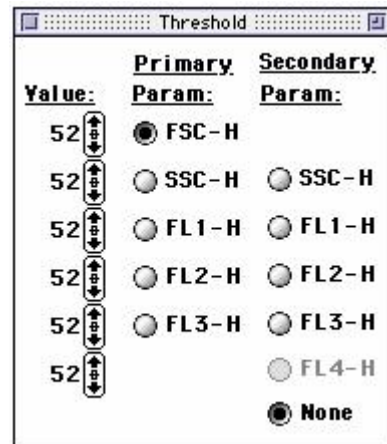 Threshold
Primary Secondary
Value: Param: Param:
52 FSC-H
52 SSC-H SSC-H
52 FL1-H FL1-H
52 FL2-H FL2-H
52 FL3-H FL3-H
52 FL4-H
None